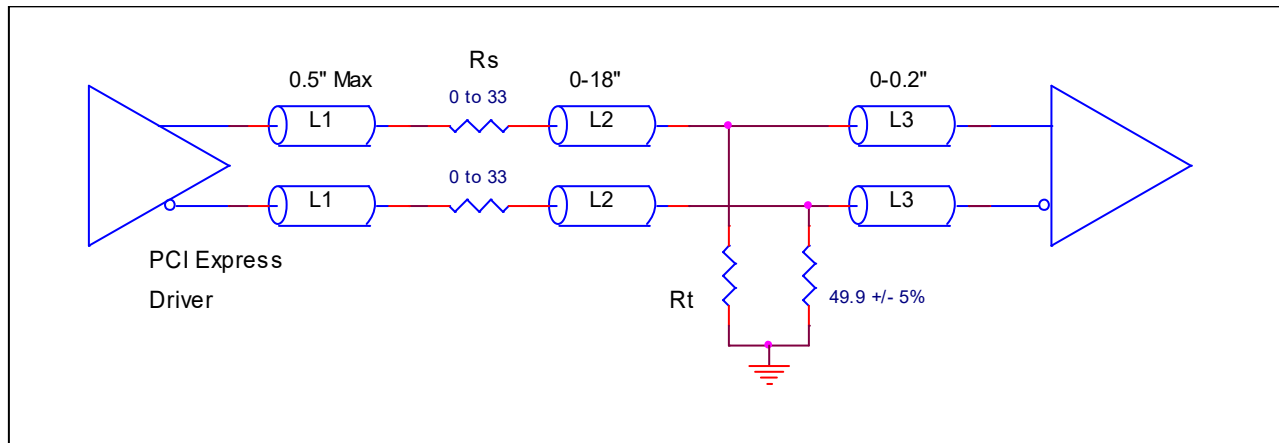 Rs
0.5" Max
0-18"
0-0.2"
0 to 33
L1
L2
L3
0 to 33
L1
L2
L3
PCI Express
Driver
Rt
49.9 +/- 5%